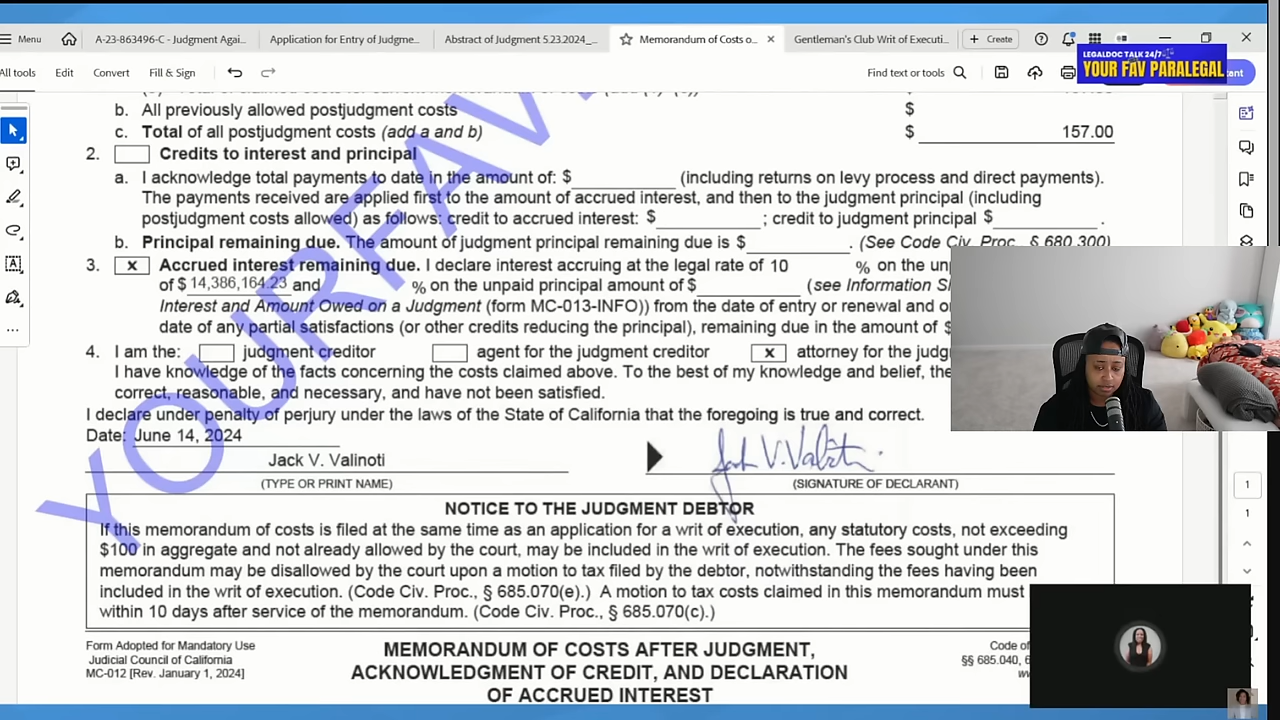 Menu
A-23-863496-C - Judgment Agai...
Application for Entry of Judgme...
Abstract of Judgment 5.23.2024_...
Memorandum of Costs o...
Gentleman's Club Writ of Executi...
Create
All tools
Edit
Convert
Fill & Sign
Find text or tools
LEGALDOC TALK 24/7
YOUR FAV PARALEGAL
b. All previously allowed postjudgment costs $
c. Total of all postjudgment costs (add a and b) $ 157.00
2. Credits to interest and principal
a. I acknowledge total payments to date in the amount of: $ (including returns on levy process and direct payments).
The payments received are applied first to the amount of accrued interest, and then to the judgment principal (including
postjudgment costs allowed) as follows: credit to accrued interest: $ ; credit to judgment principal $ .
b. Principal remaining due. The amount of judgment principal remaining due is $ . (See Code Civ. Proc., § 680.300)
3. x Accrued interest remaining due. I declare interest accruing at the legal rate of 10 % on the
of $ 14,386,164.23 and % on the unpaid principal amount of $ (see Information
Interest and Amount Owed on a Judgment (form MC-013-INFO)) from the date of entry or renewal and
date of any partial satisfactions (or other credits reducing the principal), remaining due in the amount of $
4. I am the: judgment creditor agent for the judgment creditor x attorney for the
I have knowledge of the facts concerning the costs claimed above. To the best of my knowledge and belief, the
correct, reasonable, and necessary, and have not been satisfied.
I declare under penalty of perjury under the laws of the State of California that the foregoing is true and correct.
Date: June 14, 2024
Jack V. Valinoti
(TYPE OR PRINT NAME)
(SIGNATURE OF DECLARANT)
NOTICE TO THE JUDGMENT DEBTOR
If this memorandum of costs is filed at the same time as an application for a writ of execution, any statutory costs, not exceeding
$100 in aggregate and not already allowed by the court, may be included in the writ of execution. The fees sought under this
memorandum may be disallowed by the court upon a motion to tax filed by the debtor, notwithstanding the fees having been
included in the writ of execution. (Code Civ. Proc., § 685.070(e).) A motion to tax costs claimed in this memorandum must
within 10 days after service of the memorandum. (Code Civ. Proc., § 685.070(c).)
Form Adopted for Mandatory Use
Judicial Council of California
MC-012 [Rev. January 1, 2024]
MEMORANDUM OF COSTS AFTER JUDGMENT,
ACKNOWLEDGMENT OF CREDIT, AND DECLARATION
OF ACCRUED INTEREST
Code of
§§ 685.040,
YOURFAV
1
1